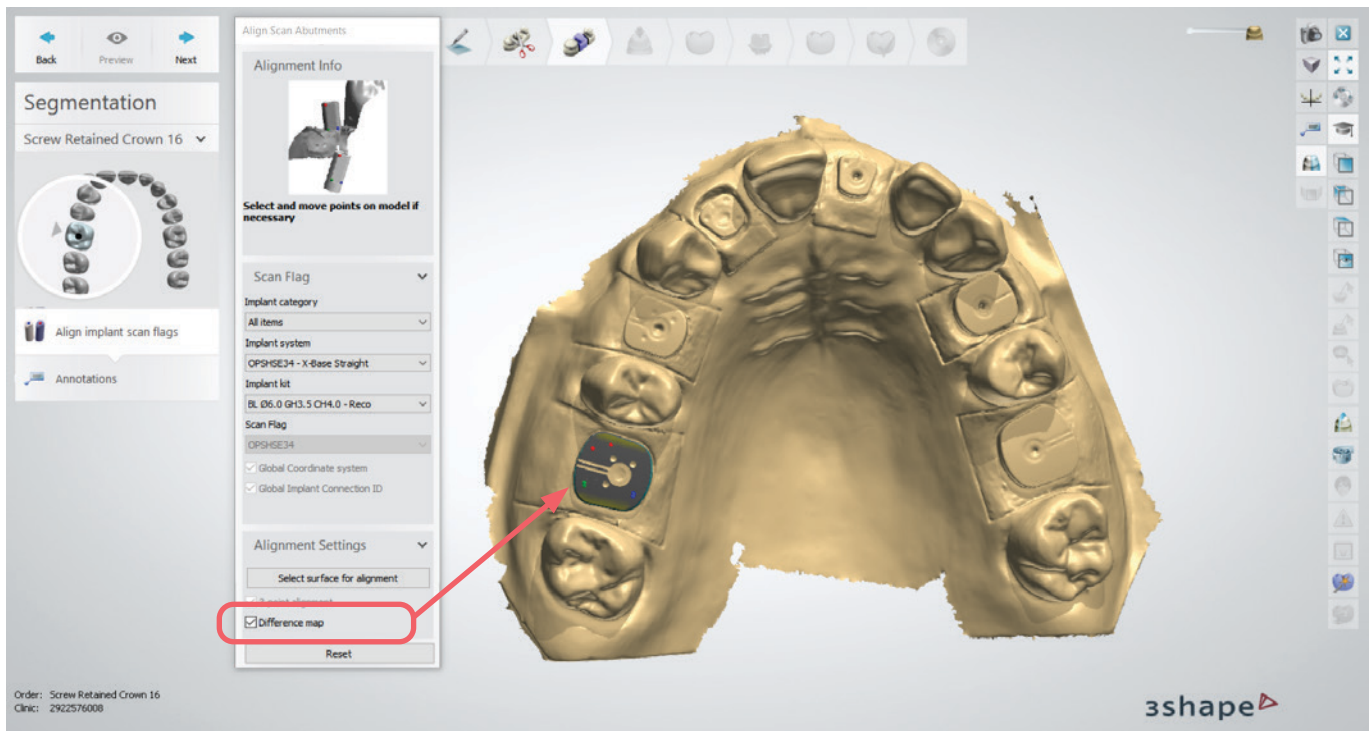 Back
Preview
Next
Segmentation
Screw Retained Crown 16
Align implant scan flags
Annotations
Align Scan Abutments
Alignment Info
Select and move points on model if
necessary
Scan Flag
Implant category
All items
Implant system
OPSHSE34 - X-Base Straight
Implant kit
BL Ø6.0 GH3.5 CH4.0 - Reco
Scan Flag
OPSHSE34
Global Coordinate system
Global Implant Connection ID
Alignment Settings
Select surface for alignment
3 point alignment
Difference map
Reset
Order: Screw Retained Crown 16
Clinic: 2922576008
3shape